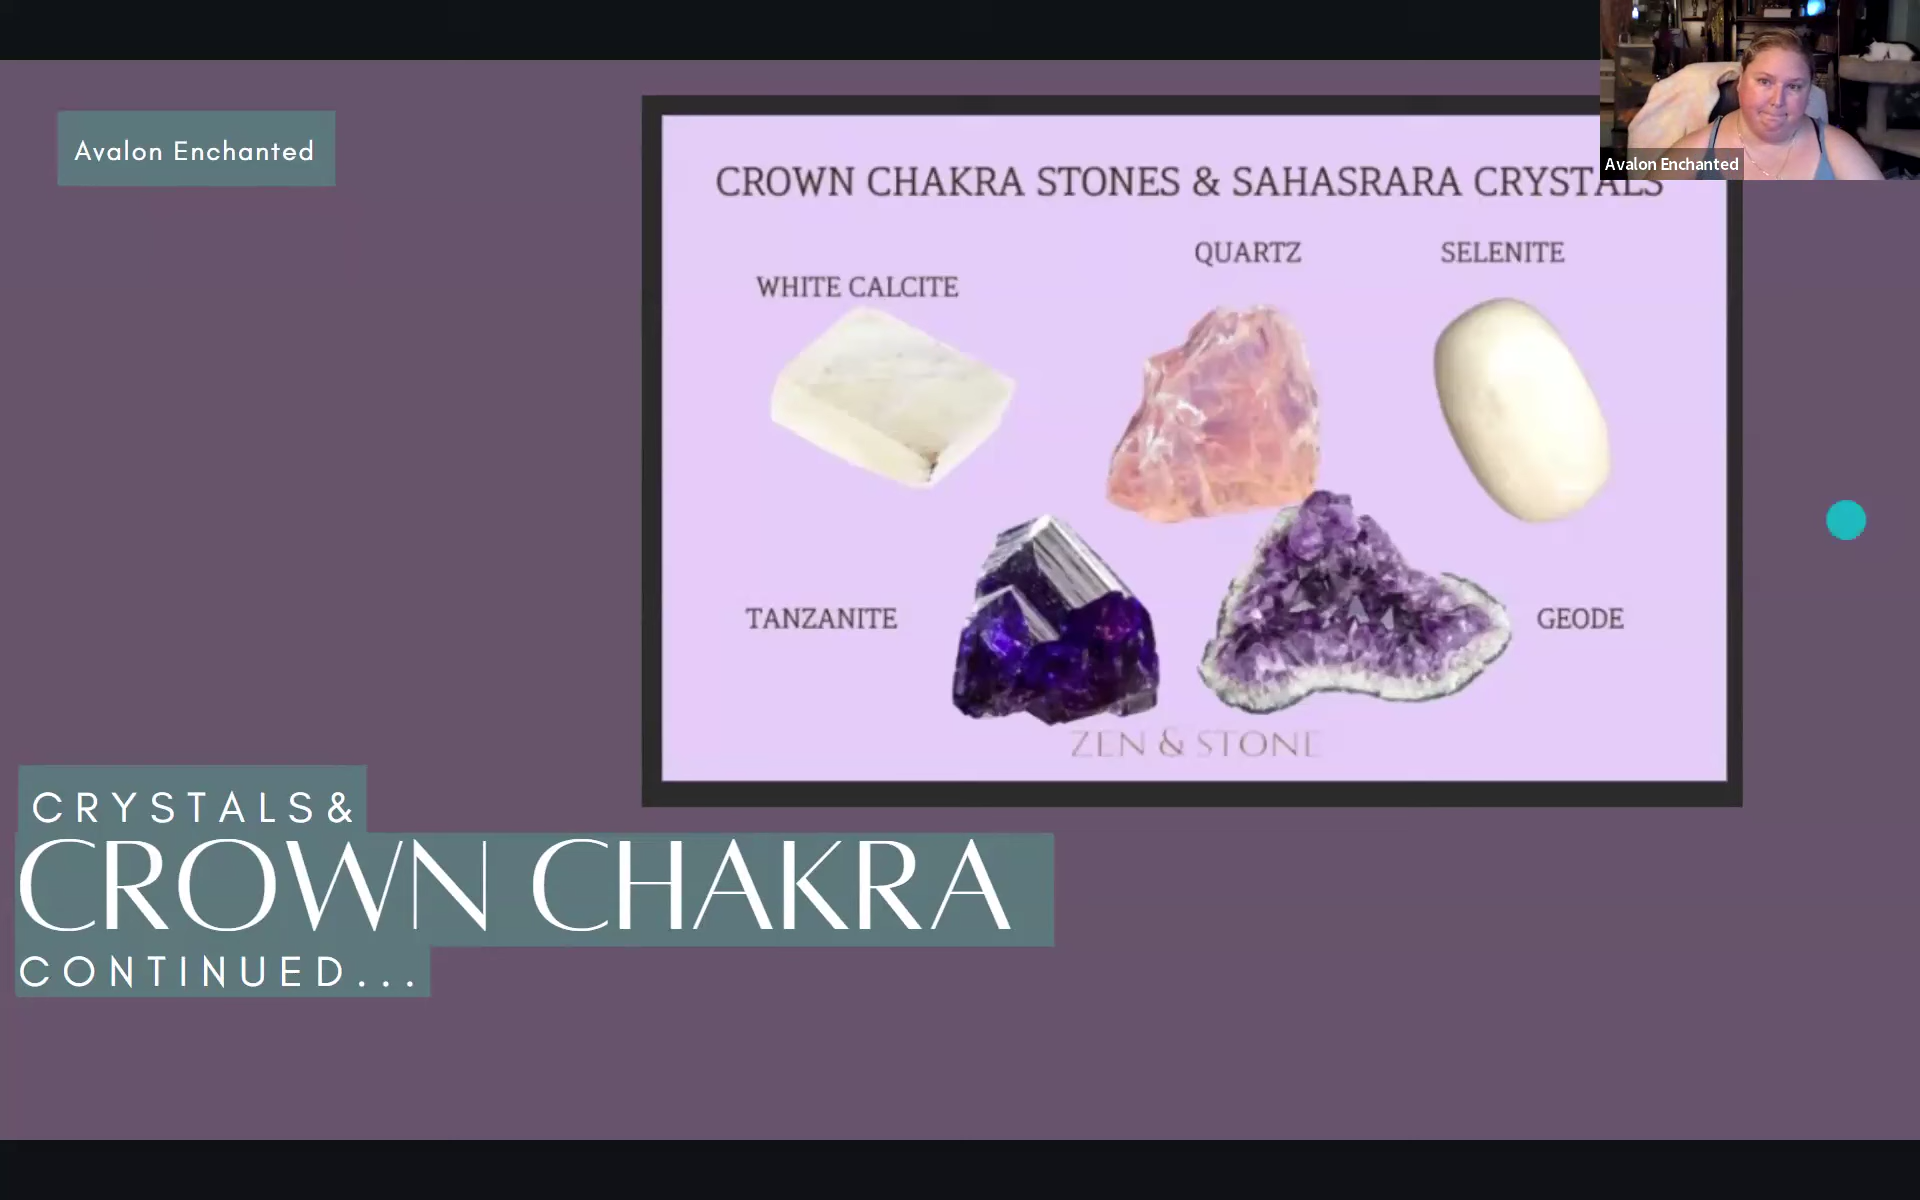 Avalon Enchanted
Avalon Enchanted
CROWN CHAKRA STONES & SAHASRARA CRYSTALS
QUARTZ
SELENITE
WHITE CALCITE
TANZANITE
GEODE
ZEN & STONE
CRYSTALS&
CROWN CHAKRA
CONTINUED...